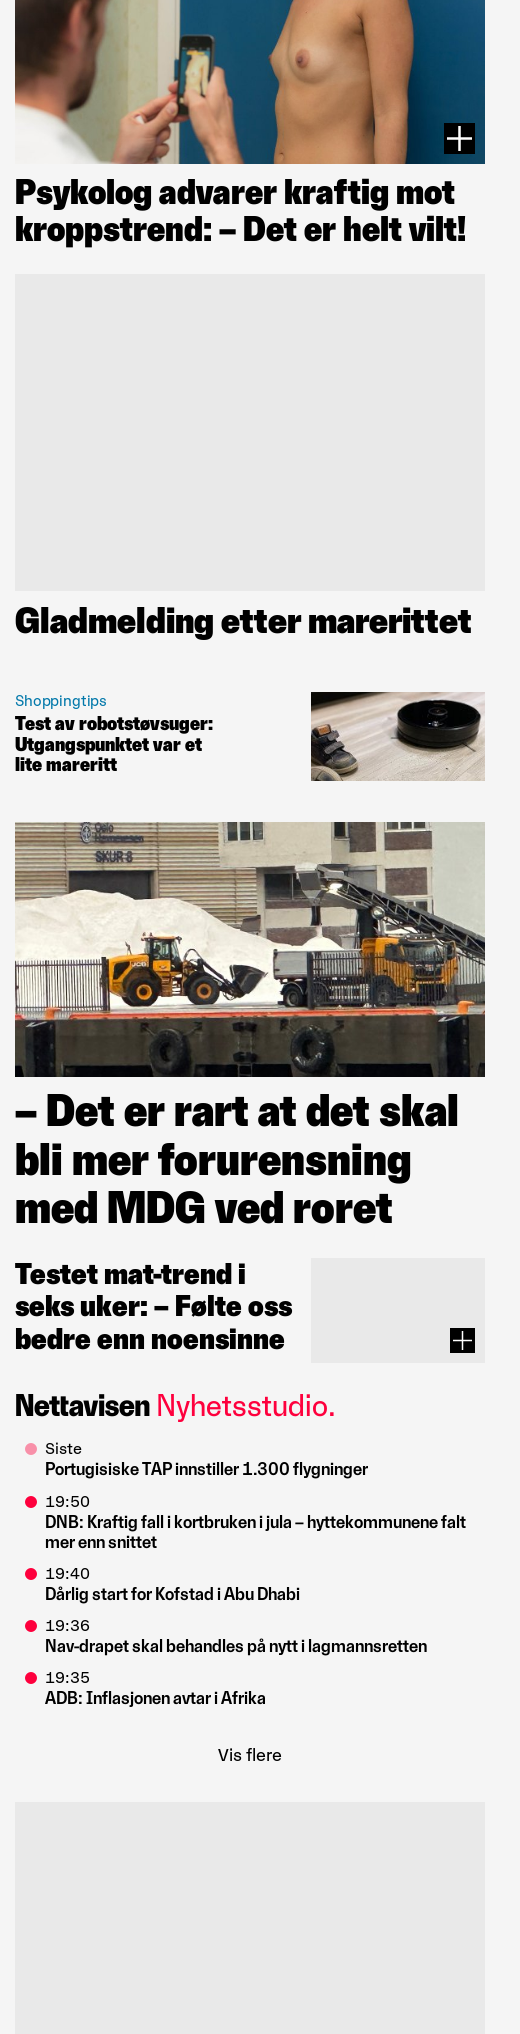 Psykolog advarer kraftig mot
kroppstrend: – Det er helt vilt!
Gladmelding etter marerittet
Shoppingtips
Test av robotstøvsuger:
Utgangspunktet var et
lite mareritt
Oslo
SKUR 8
JCB
– Det er rart at det skal
bli mer forurensning
med MDG ved roret
Testet mat-trend i
seks uker: – Følte oss
bedre enn noensinne
Nettavisen Nyhetsstudio.
Siste
Portugisiske TAP innstiller 1.300 flygninger
19:50
DNB: Kraftig fall i kortbruken i jula – hyttekommunene falt
mer enn snittet
19:40
Dårlig start for Kofstad i Abu Dhabi
19:36
Nav-drapet skal behandles på nytt i lagmannsretten
19:35
ADB: Inflasjonen avtar i Afrika
Vis flere